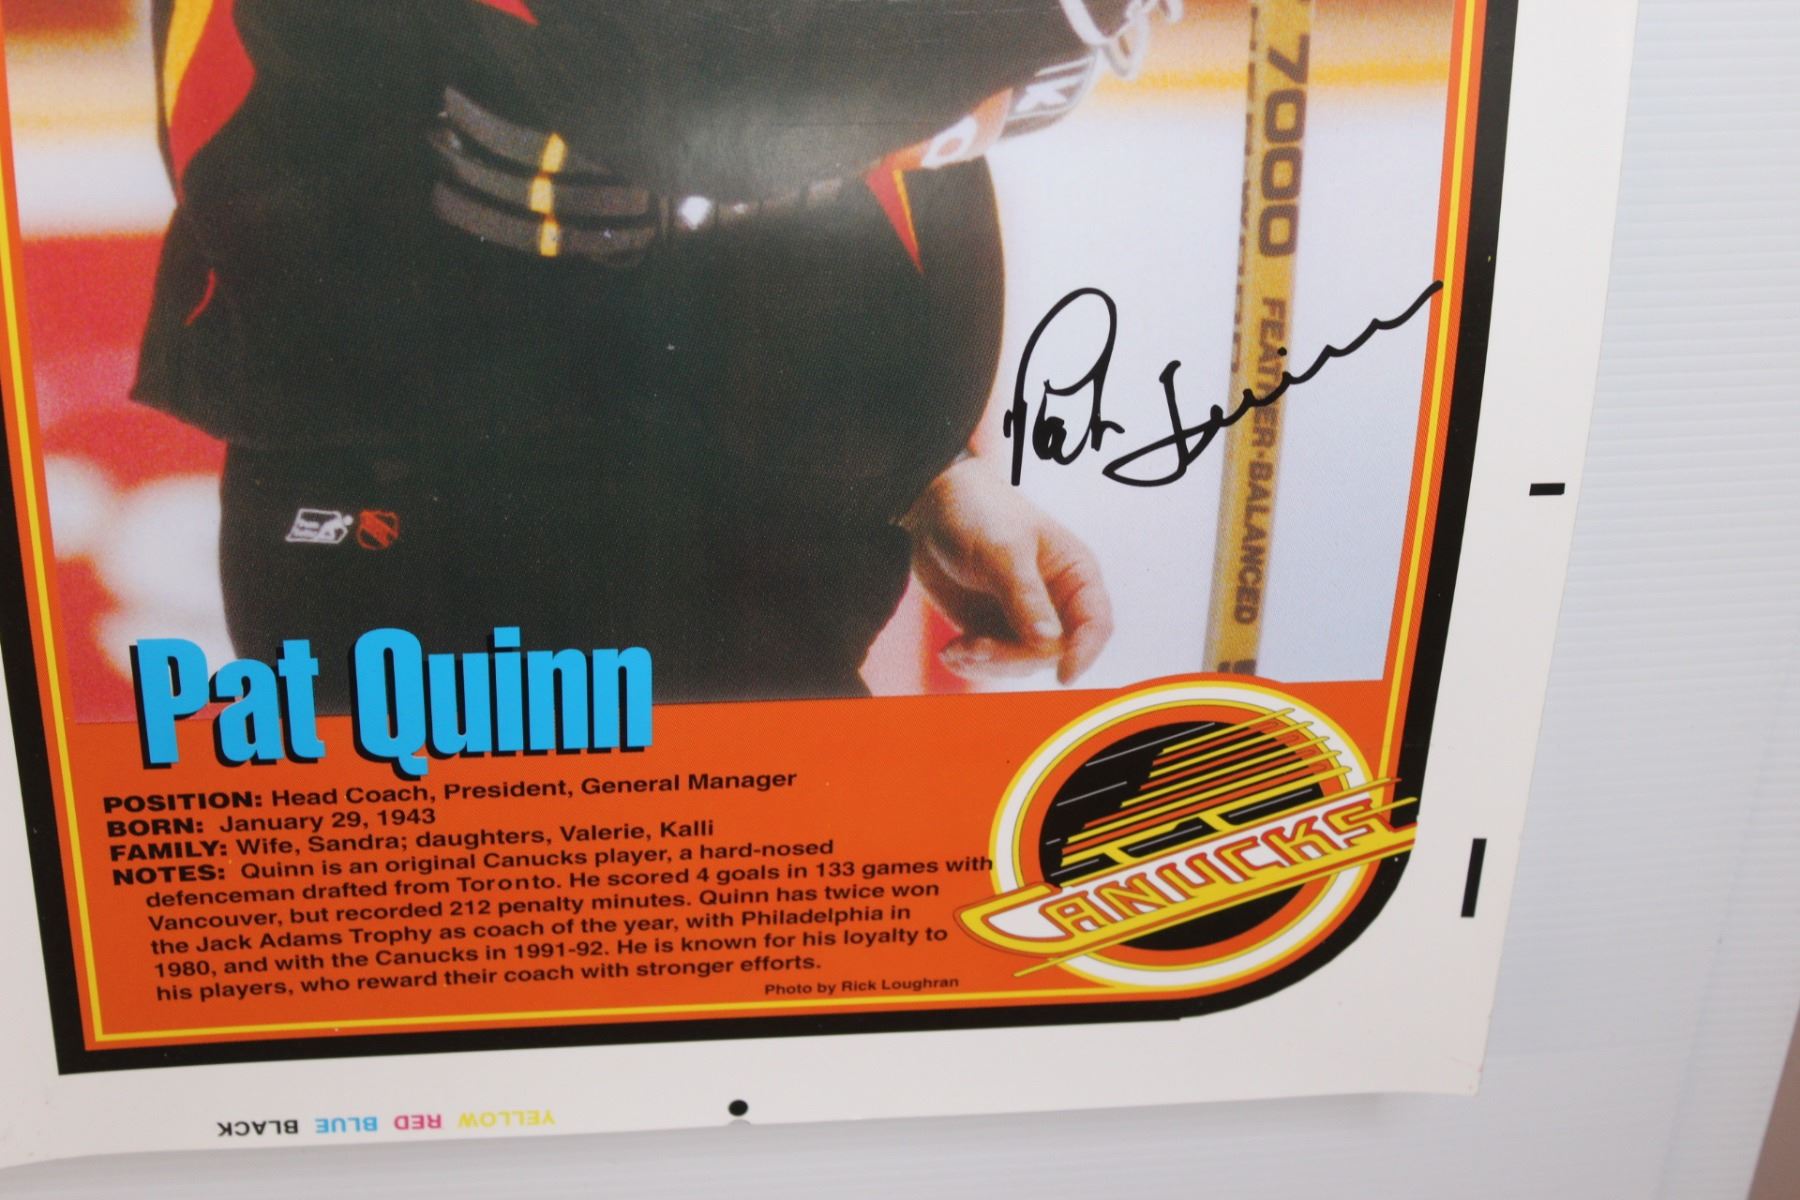 7000
FEATHER·BALANCED
Pat Quinn
Pat Quinn
POSITION: Head Coach, President, General Manager
BORN: January 29, 1943
FAMILY: Wife, Sandra; daughters, Valerie, Kalli
NOTES: Quinn is an original Canucks player, a hard-nosed
defenceman drafted from Toronto. He scored 4 goals in 133 games with
Vancouver, but recorded 212 penalty minutes. Quinn has twice won
the Jack Adams Trophy as coach of the year, with Philadelphia in
1980, and with the Canucks in 1991-92. He is known for his loyalty to
his players, who reward their coach with stronger efforts.
Photo by Rick Loughran
CANUCKS
YELLOW RED BLUE BLACK